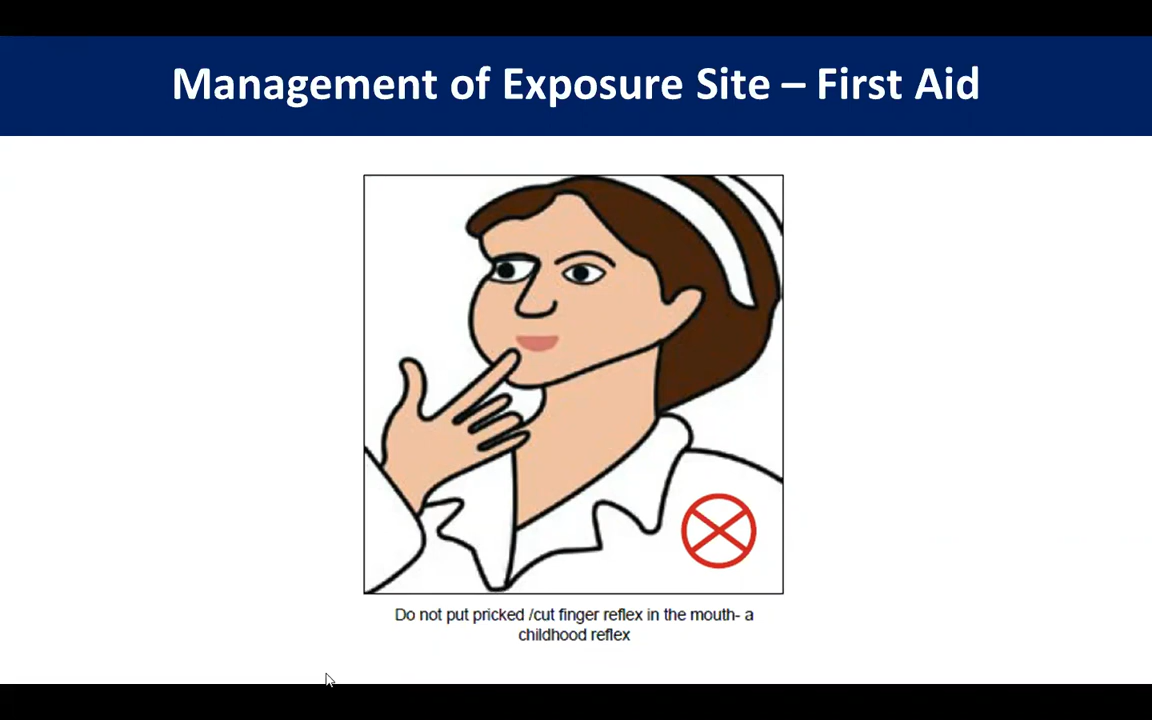 Management of Exposure Site – First Aid
Do not put pricked /cut finger reflex in the mouth- a
childhood reflex